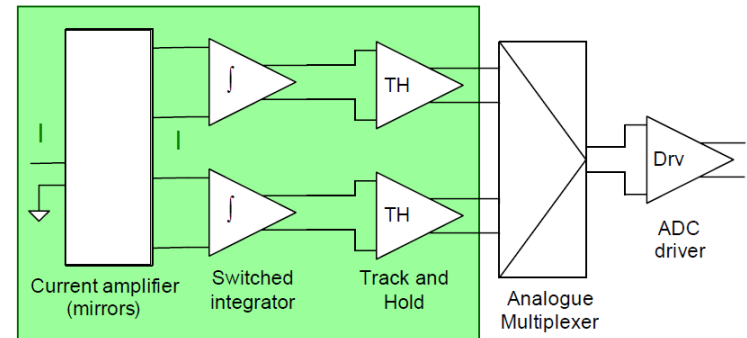 I
I
∫
∫
TH
TH
Drv
Current amplifier
(mirrors)
Switched
integrator
Track and
Hold
Analogue
Multiplexer
ADC
driver